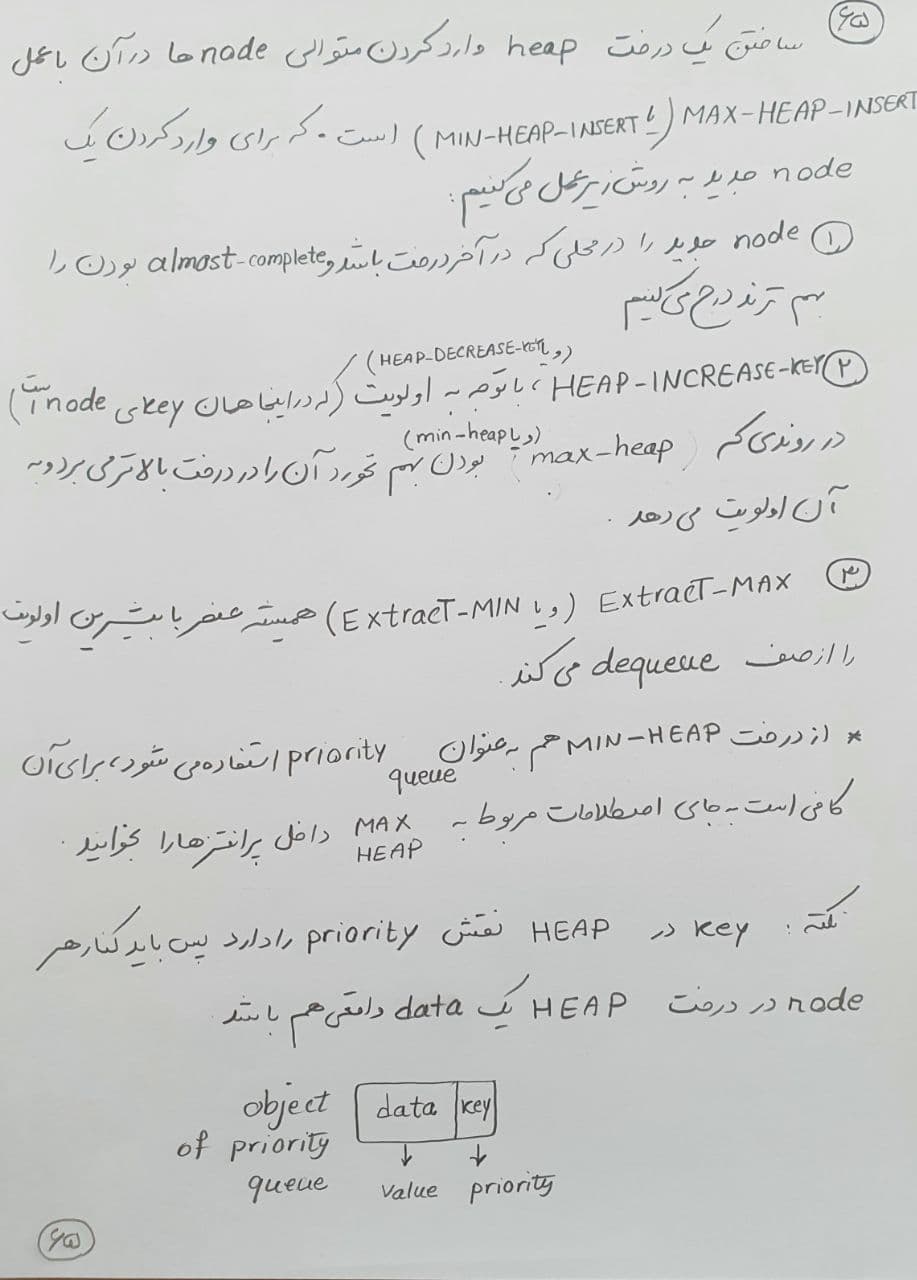 ۶۵
ساختن یک درخت heap وارد کردن متوالی node ها در آن با عمل
MAX-HEAP-INSERT (یا MIN-HEAP-INSERT) است. که برای وارد کردن یک
node جدید به روش زیر عمل می‌کنیم:
① node جدید را در محلی که در آخر درخت باشد و almost-complete بودن را
بهم نزند درج می‌کنیم
② HEAP-INCREASE-KEY (و یا HEAP-DECREASE-KEY)، با توجه به اولویت (که در اینجا همان key ی node است)
در روندی که max-heap (و یا min-heap) بودن بهم نخورد آن را در درخت بالاتر می‌برد و به
آن اولویت می‌دهد.
③ ExtracT-MAX (و یا ExtracT-MIN) همیشه عنصر با بیشترین اولویت
را از صف dequeue می‌کند.
* از درخت MIN-HEAP هم به عنوان priority queue استفاده می شود، برای آن
کافی است به جای اصطلاحات مربوط به MAX HEAP داخل پرانتزها را بخوانید.
نکته: key در HEAP نقش priority را دارد پس باید کنار هر
node در درخت HEAP یک data واقعی هم باشد.
object of priority queue
data key
value priority
۶۵